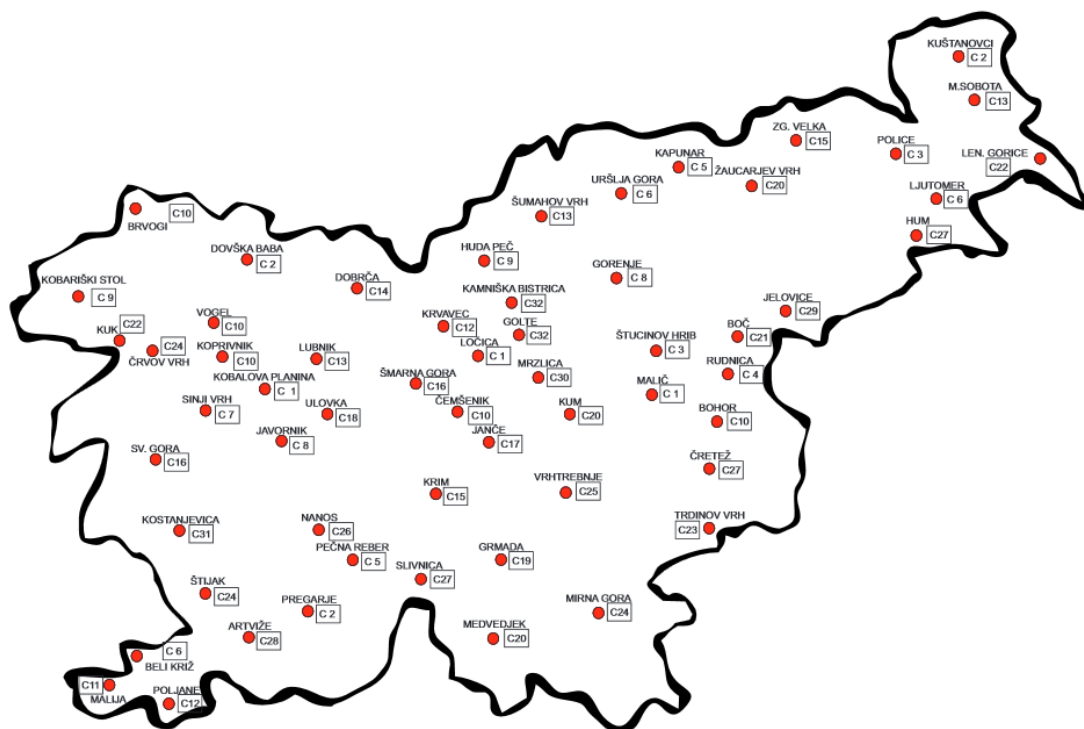 KUŠTANOVCI
C 2
M.SOBOTA
C13
ZG. VELKA
C15
POLICE
C 3
LEN. GORICE
C22
KAPUNAR
C 5
ŽAUCARJEV VRH
C20
URŠLJA GORA
C 6
LJUTOMER
C 6
ŠUMAHOV VRH
C13
HUM
C27
BRVOGI
C10
DOVŠKA BABA
C 2
HUDA PEČ
C 9
GORENJE
C 8
KOBARIŠKI STOL
C 9
DOBRČA
C14
KAMNIŠKA BISTRICA
C32
JELOVICE
C29
KUK
C22
VOGEL
C10
KRVAVEC
C12
GOLTE
C32
BOČ
C21
ČRVOV VRH
C24
KOPRIVNIK
C10
LUBNIK
C13
LOČICA
C 1
ŠTUCINOV HRIB
C 3
RUDNICA
C 4
KOBALOVA PLANINA
C 1
ŠMARNA GORA
C16
MRZLICA
C30
MALIČ
C 1
SINJI VRH
C 7
ULOVKA
C18
ČEMŠENIK
C10
KUM
C20
BOHOR
C10
JAVORNIK
C 8
JANČE
C17
SV. GORA
C16
ČRETEŽ
C27
KRIM
C15
VRHTREBNJE
C25
KOSTANJEVICA
C31
NANOS
C26
TRDINOV VRH
C23
PEČNA REBER
C 5
GRMADA
C19
SLIVNICA
C27
ŠTIJAK
C24
PREGARJE
C 2
MIRNA GORA
C24
ARTVIŽE
C28
MEDVEDJEK
C20
C 6
BELI KRIŽ
C11
MALIJA
POLJANE
C12